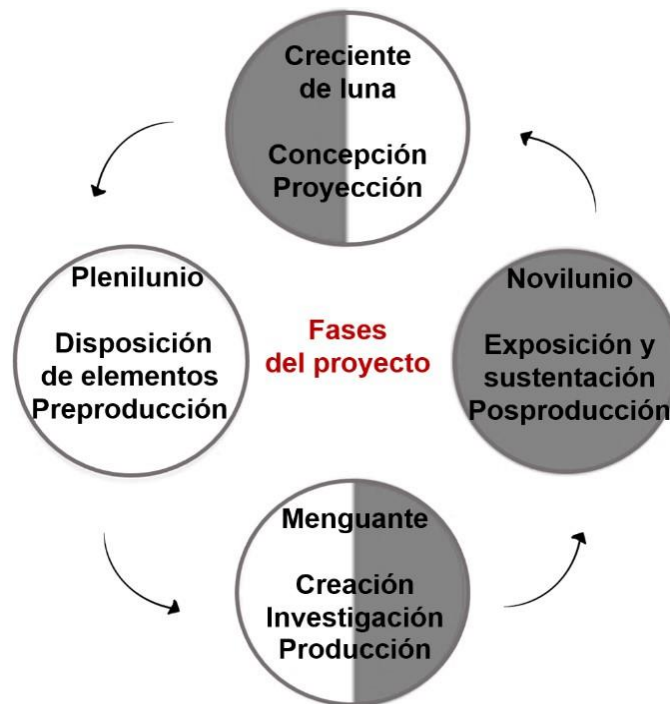 Creciente
de luna
Concepción
Proyección
Plenilunio
Disposición
de elementos
Preproducción
Fases
del proyecto
Novilunio
Exposición y
sustentación
Posproducción
Menguante
Creación
Investigación
Producción